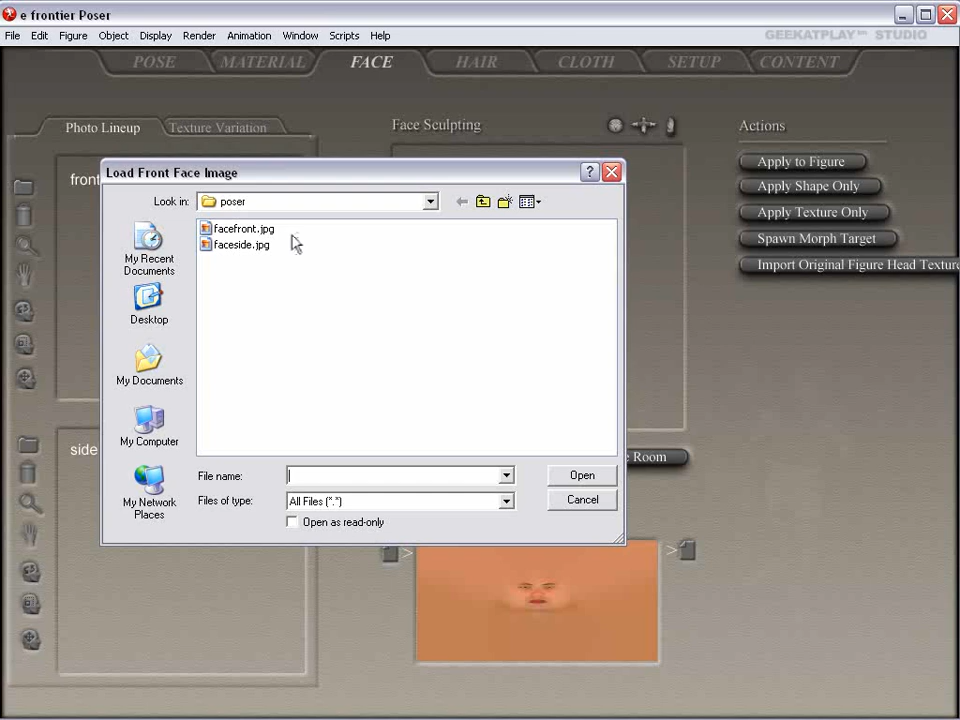 e frontier Poser
File Edit Figure Object Display Render Animation Window Scripts Help
GEEKATPLAY STUDIO
POSE MATERIAL FACE HAIR CLOTH SETUP CONTENT
Photo Lineup Texture Variation
Face Sculpting
Actions
front
Apply to Figure
Apply Shape Only
Apply Texture Only
Spawn Morph Target
Import Original Figure Head Texture
Load Front Face Image
Look in: poser
facefront.jpg
faceside.jpg
My Recent
Documents
Desktop
My Documents
My Computer
My Network
Places
File name:
Open
Files of type: All Files (*.*)
Cancel
Open as read-only
side
e Room
> >